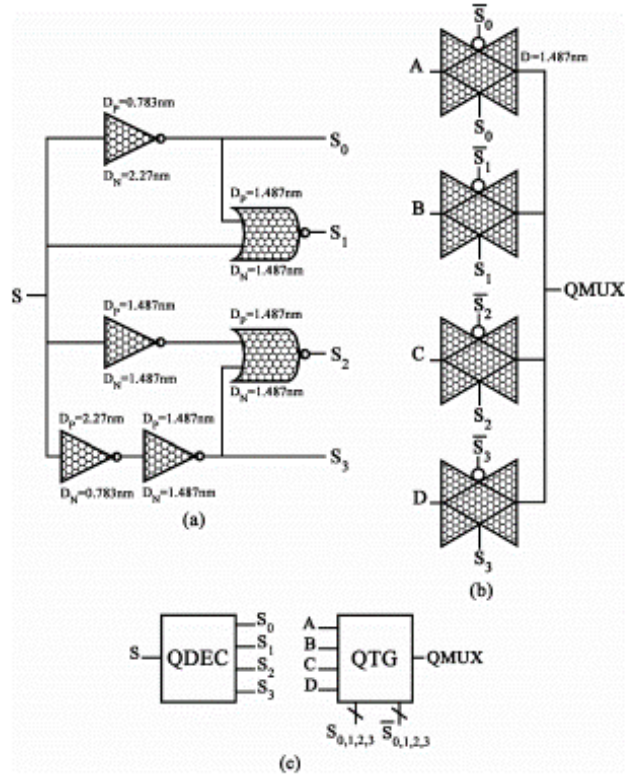 D_P=0.783nm
D_N=2.27nm
S_0
D_P=1.487nm
S_1
D_N=1.487nm
S
D_P=1.487nm
D_N=1.487nm
D_P=1.487nm
S_2
D_N=1.487nm
D_P=2.27nm
D_P=1.487nm
S_3
D_N=0.783nm
D_N=1.487nm
(a)
S̅_0
D=1.487nm
A
S_0
S̅_1
B
S_1
QMUX
S̅_2
C
S_2
S̅_3
D
S_3
(b)
S QDEC S_0 S_1 S_2 S_3
A B C D QTG QMUX
S_0,1,2,3 S̅_0,1,2,3
(c)